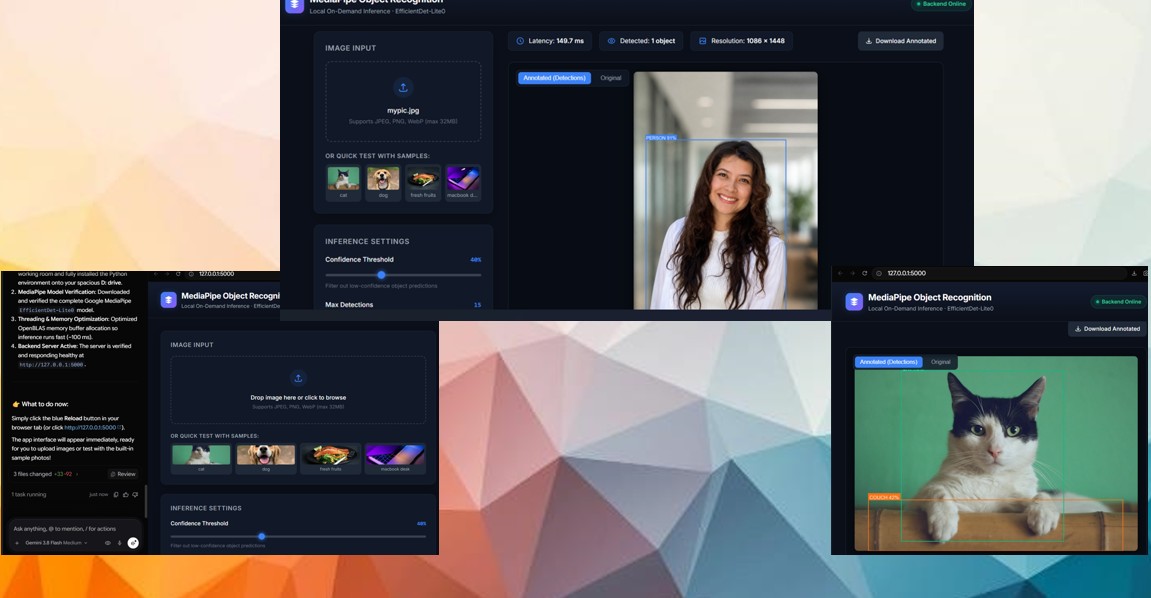 MediaPipe Object Recognition
Local On-Demand Inference · EfficientDet-Lite0
Backend Online
IMAGE INPUT
mypic.jpg
Supports JPEG, PNG, WebP (max 32MB)
OR QUICK TEST WITH SAMPLES:
cat
dog
fresh fruits
macbook d...
INFERENCE SETTINGS
Confidence Threshold
40%
Filter out low-confidence object predictions
Max Detections
15
Latency: 149.7 ms
Detected: 1 object
Resolution: 1086 × 1448
Download Annotated
Annotated (Detections)
Original
working room and fully installed the Python
environment onto your spacious D: drive.
2. MediaPipe Model Verification: Downloaded
and verified the complete Google MediaPipe
EfficientDet-Lite0 model.
3. Threading & Memory Optimization: Optimized
OpenBLAS memory buffer allocation so
inference runs fast (~100 ms).
4. Backend Server Active: The server is verified
and responding healthy at
http://127.0.0.1:5000.
👉 What to do now:
Simply click the blue Reload button in your
browser tab (or click http://127.0.0.1:5000).
The app interface will appear immediately, ready
for you to upload images or test with the built-in
sample photos!
3 files changed
Review
1 task running
just now
Ask anything, @ to mention, / for actions
Medium
127.0.0.1:5000
MediaPipe Object Recogni
Local On-Demand Inference · EfficientDe
IMAGE INPUT
Drop image here or click to browse
Supports JPEG, PNG, WebP (max 32MB)
OR QUICK TEST WITH SAMPLES:
cat
dog
fresh fruits
macbook desk
INFERENCE SETTINGS
Confidence Threshold
40%
Filter out low-confidence object predictions
127.0.0.1:5000
MediaPipe Object Recognition
Local On-Demand Inference · EfficientDet-Lite0
Backend Online
Download Annotated
Annotated (Detections)
Original